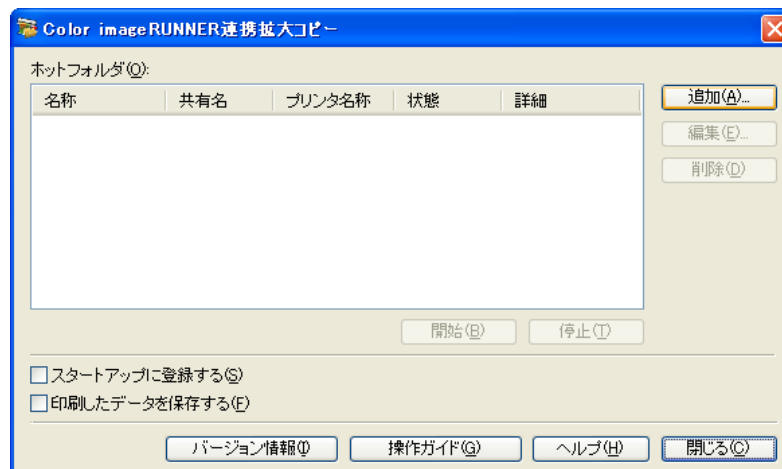 Color imageRUNNER連携拡大コピー
ホットフォルダ(O):
名称 共有名 プリンタ名称 状態 詳細
追加(A)...
編集(E)...
削除(D)
開始(B) 停止(T)
スタートアップに登録する(S)
印刷したデータを保存する(F)
バージョン情報(I) 操作ガイド(G) ヘルプ(H) 閉じる(C)